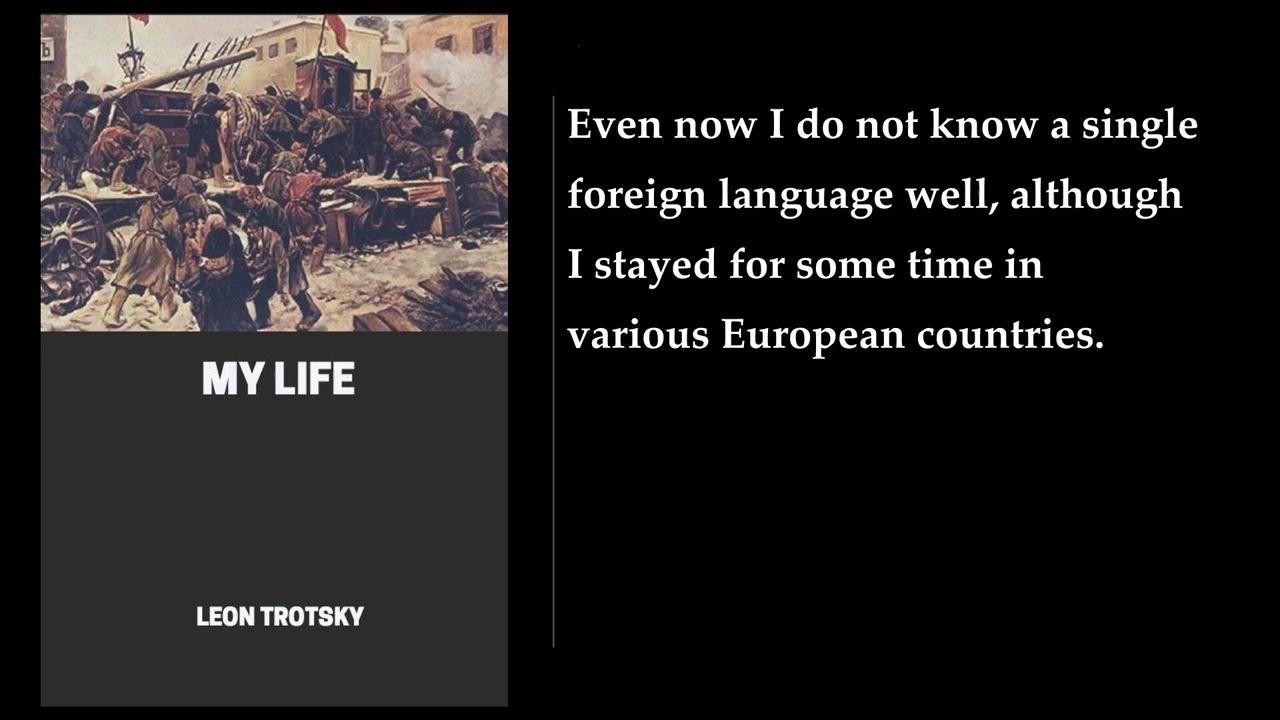 MY LIFE
LEON TROTSKY
Even now I do not know a single
foreign language well, although
I stayed for some time in
various European countries.